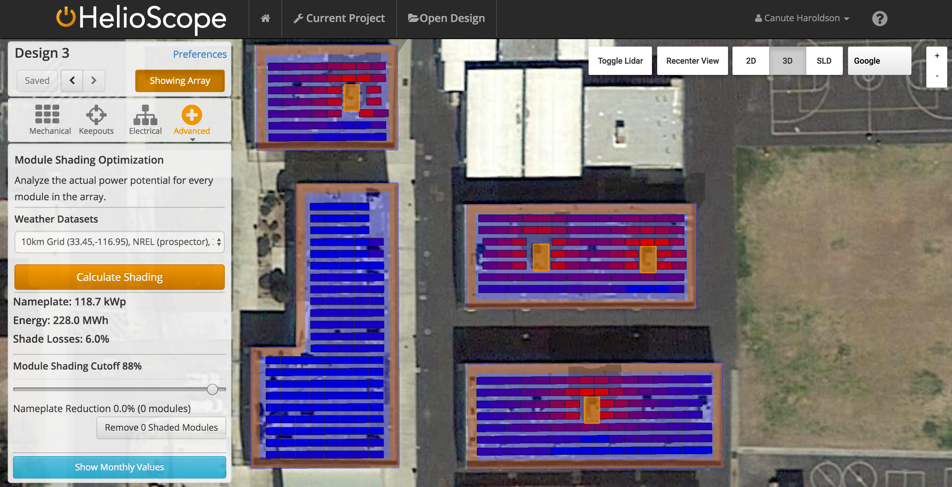 HelioScope
Current Project
Open Design
Canute Haroldson
?
Design 3
Preferences
Saved
Showing Array
Mechanical
Keepouts
Electrical
Advanced
Module Shading Optimization
Analyze the actual power potential for every
module in the array.
Weather Datasets
10km Grid (33.45,-116.95), NREL (prospector),
Calculate Shading
Nameplate: 118.7 kWp
Energy: 228.0 MWh
Shade Losses: 6.0%
Module Shading Cutoff 88%
Nameplate Reduction 0.0% (0 modules)
Remove 0 Shaded Modules
Show Monthly Values
Toggle Lidar
Recenter View
2D
3D
SLD
Google
+
-